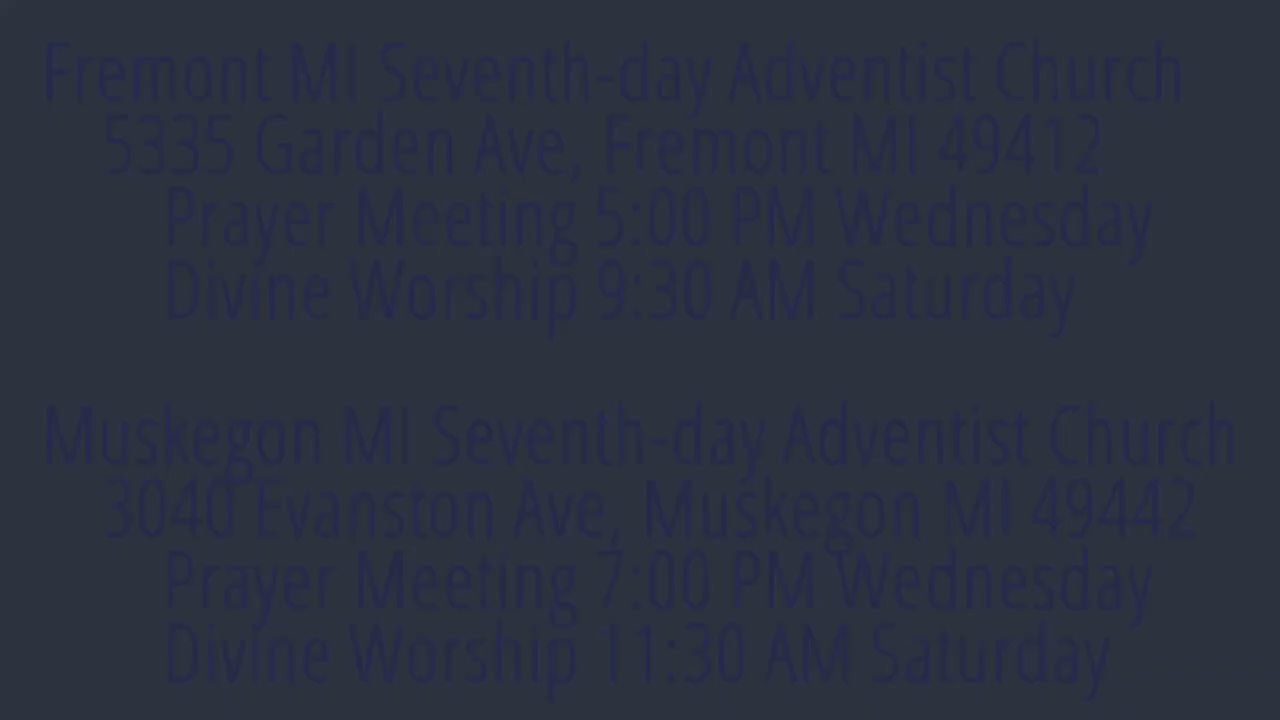 Fremont MI Seventh-day Adventist Church
5335 Garden Ave, Fremont MI 49412
Prayer Meeting 5:00 PM Wednesday
Divine Worship 9:30 AM Saturday
Muskegon MI Seventh-day Adventist Church
3040 Evanston Ave, Muskegon MI 49442
Prayer Meeting 7:00 PM Wednesday
Divine Worship 11:30 AM Saturday